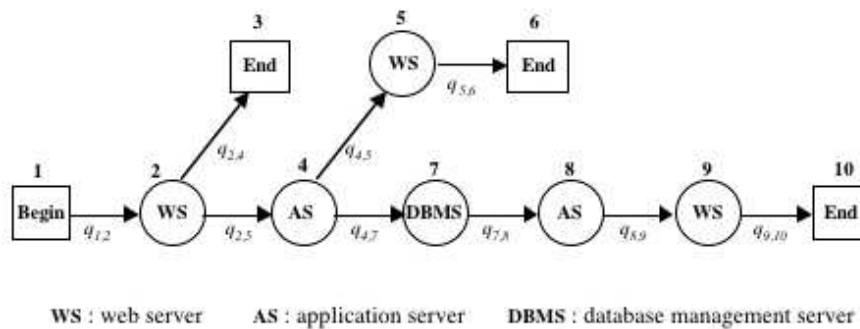 3
5
6
End
WS
End
q5,6
q2,4
q4,5
1
2
4
7
8
9
10
Begin
WS
AS
DBMS
AS
WS
End
q1,2
q2,5
q4,7
q7,8
q8,9
q9,10
WS : web server AS : application server DBMS : database management server